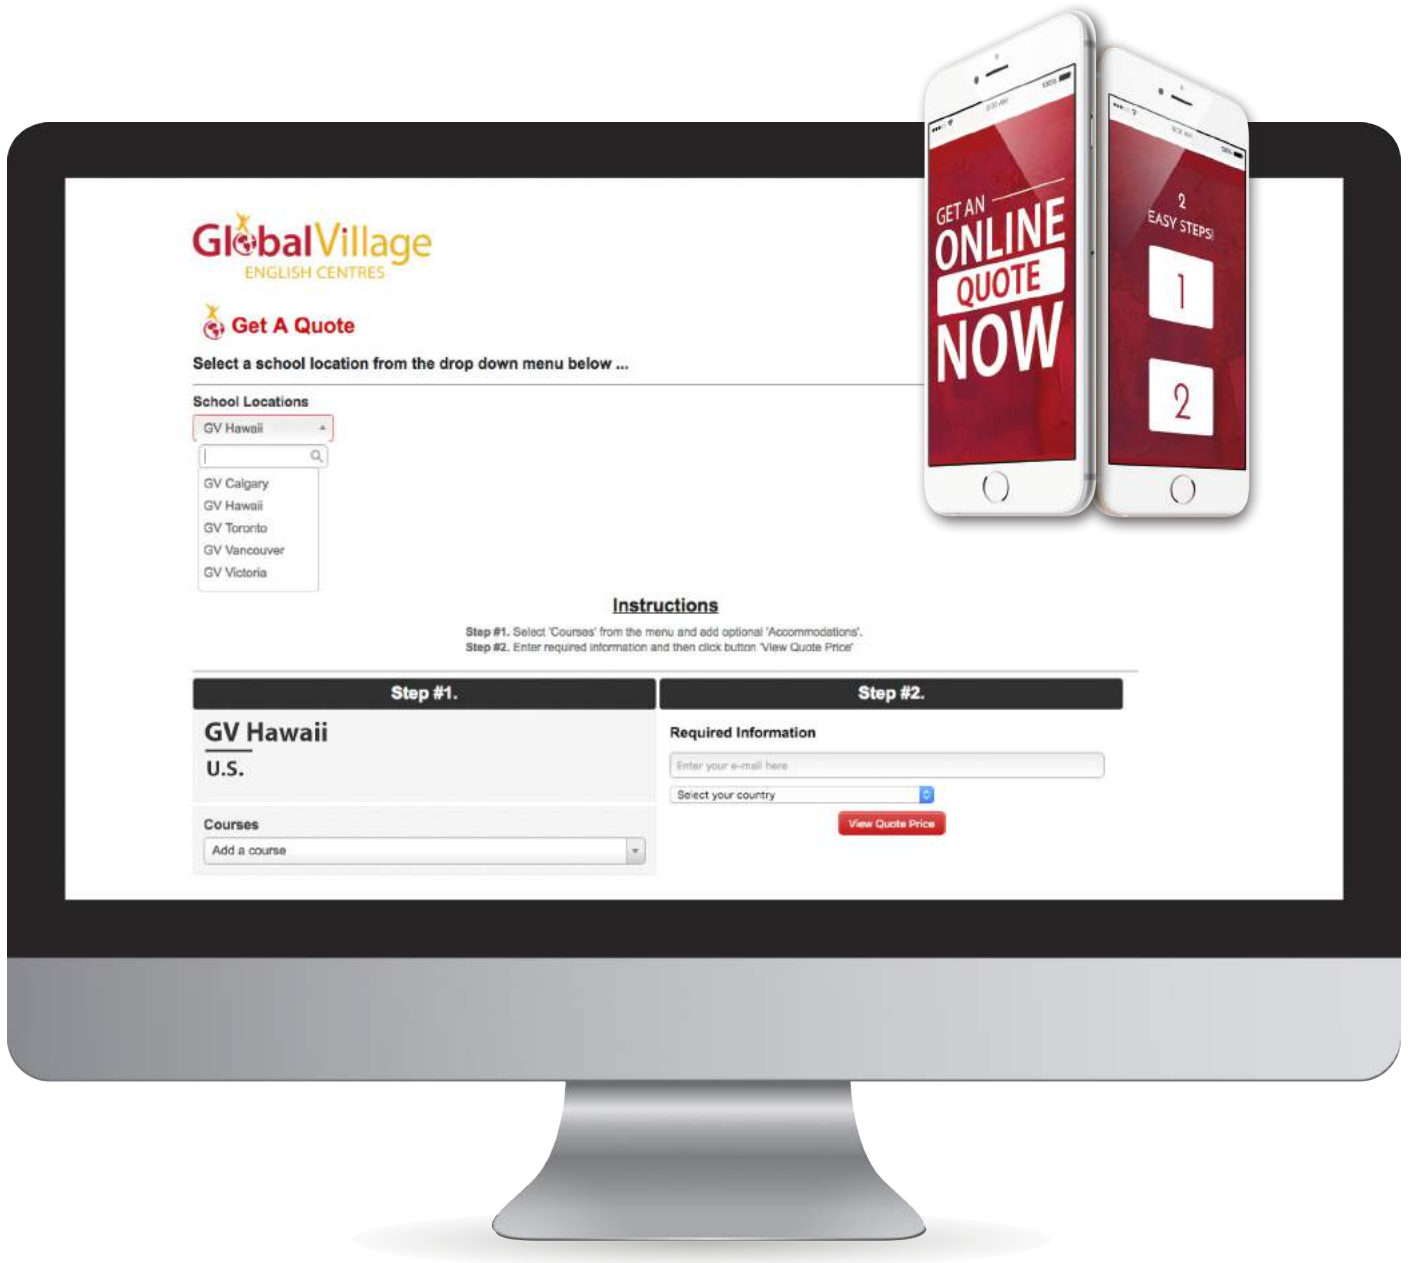 GlobalVillage
ENGLISH CENTRES
Get A Quote
Select a school location from the drop down menu below ...
School Locations
GV Hawaii
GV Calgary
GV Hawaii
GV Toronto
GV Vancouver
GV Victoria
Instructions
Step #1. Select 'Courses' from the menu and add optional 'Accommodations'.
Step #2. Enter required information and then click button 'View Quote Price'
Step #1.
GV Hawaii
U.S.
Courses
Add a course
Step #2.
Required Information
Enter your e-mail here
Select your country
View Quote Price
100%
GET AN
ONLINE
QUOTE
NOW
100%
2
EASY STEPS!
1
2